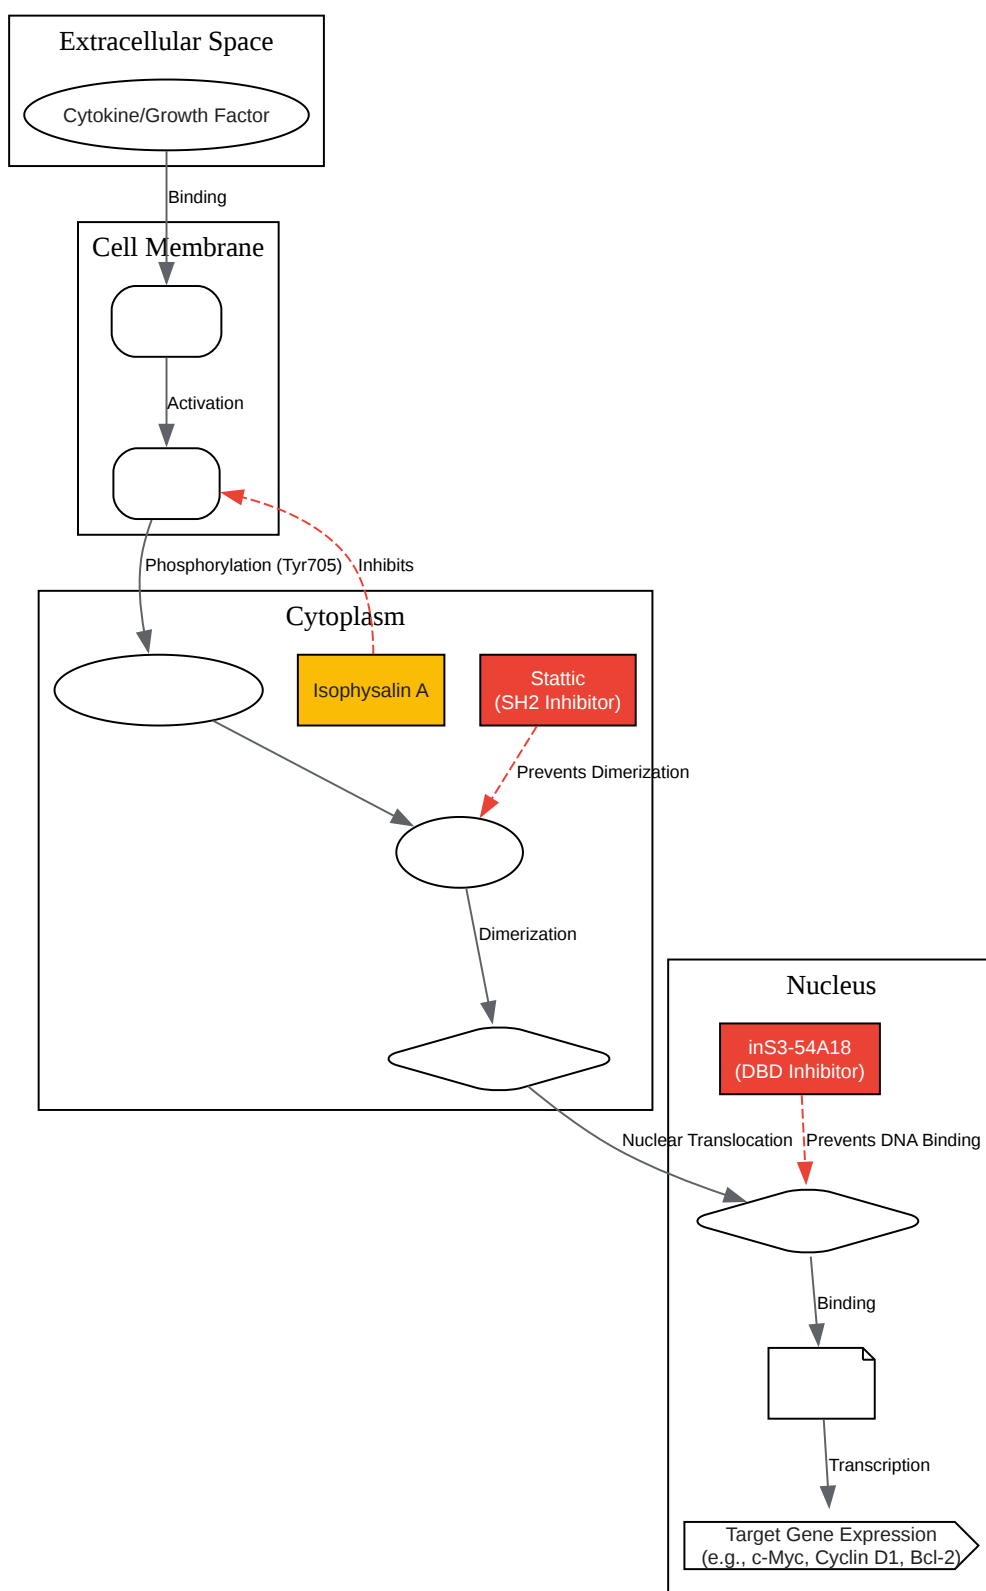 Extracellular Space
Cytokine/Growth Factor
Binding
Cell Membrane
Activation
Phosphorylation (Tyr705)
Inhibits
Cytoplasm
Isophysalin A
Stattic
(SH2 Inhibitor)
Prevents Dimerization
Dimerization
Nucleus
inS3-54A18
(DBD Inhibitor)
Nuclear Translocation
Prevents DNA Binding
Binding
Transcription
Target Gene Expression
(e.g., c-Myc, Cyclin D1, Bcl-2)